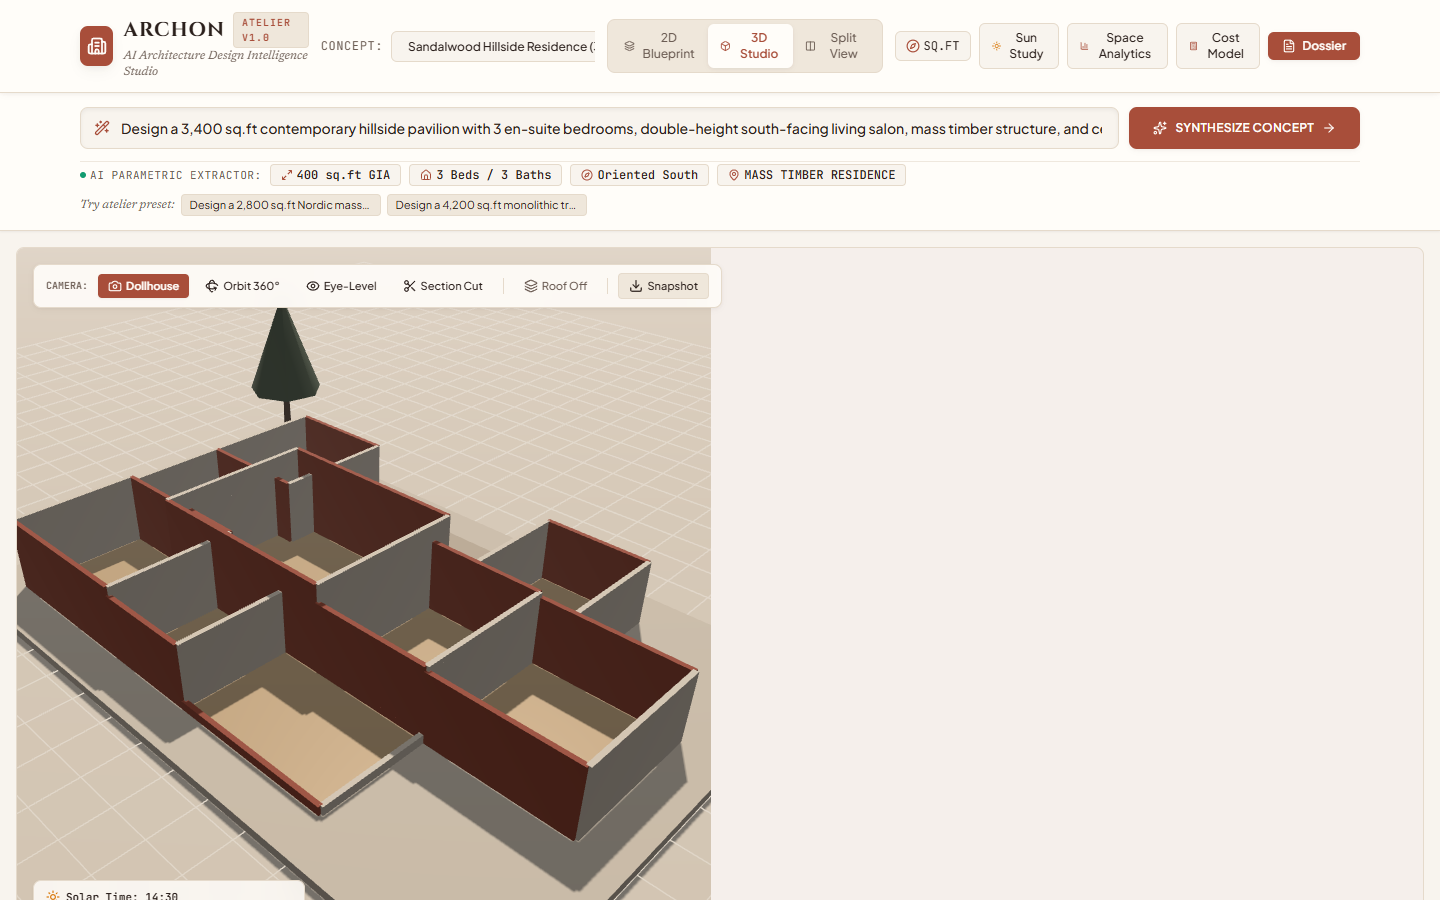 ARCHON
ATELIER
V1.0
AI Architecture Design Intelligence
Studio
CONCEPT:
Sandalwood Hillside Residence (
2D
Blueprint
3D
Studio
Split
View
SQ.FT
Sun
Study
Space
Analytics
Cost
Model
Dossier
Design a 3,400 sq.ft contemporary hillside pavilion with 3 en-suite bedrooms, double-height south-facing living salon, mass timber structure, and
SYNTHESIZE CONCEPT
AI PARAMETRIC EXTRACTOR:
400 sq.ft GIA
3 Beds / 3 Baths
Oriented South
MASS TIMBER RESIDENCE
Try atelier preset:
Design a 2,800 sq.ft Nordic mass...
Design a 4,200 sq.ft monolithic tr...
CAMERA:
Dollhouse
Orbit 360°
Eye-Level
Section Cut
Roof Off
Snapshot
Solar Time: 14:30